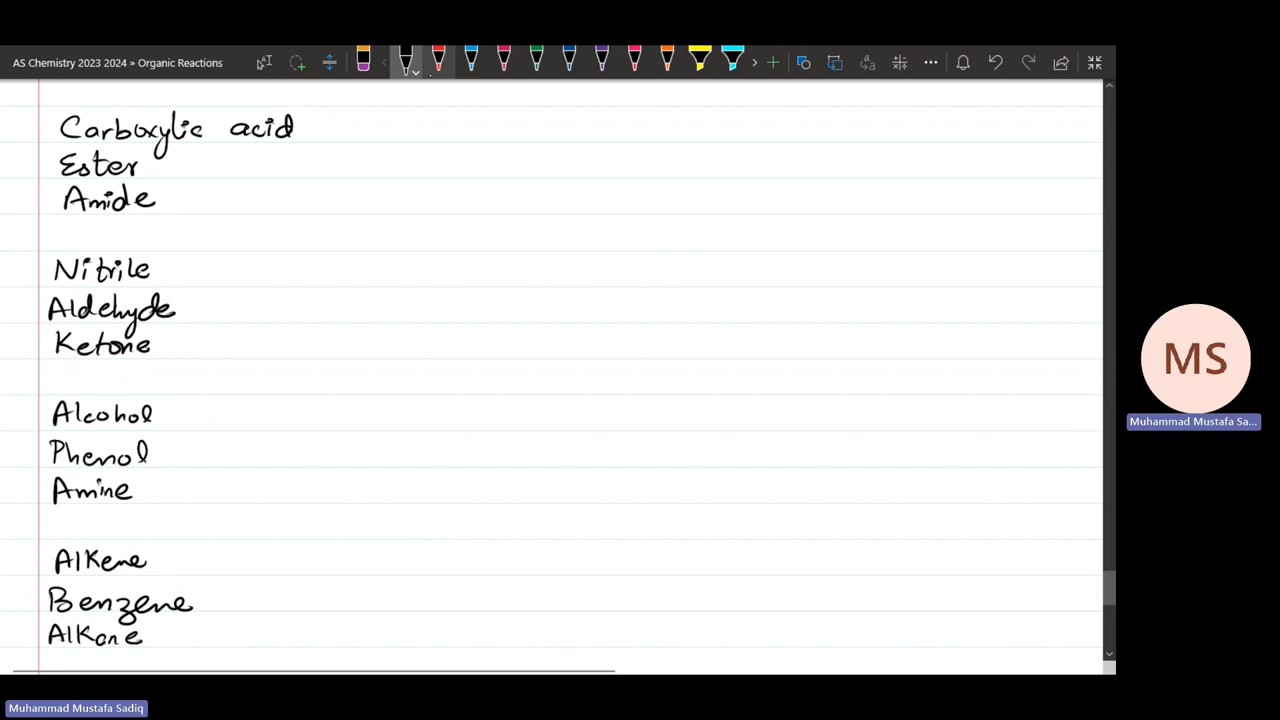 AS Chemistry 2023 2024 » Organic Reactions
Carboxylic acid
Ester
Amide
Nitrile
Aldehyde
Ketone
Alcohol
Phenol
Amine
Alkene
Benzene
Alkane
MS
Muhammad Mustafa Sa...
Muhammad Mustafa Sadiq